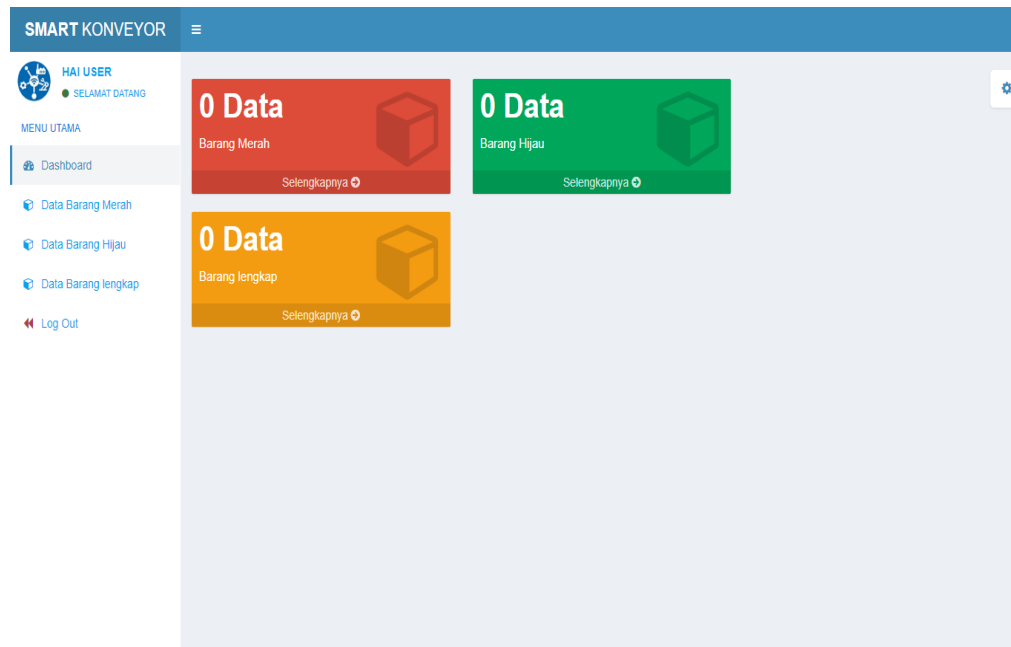 SMART KONVEYOR
HAI USER
SELAMAT DATANG
MENU UTAMA
Dashboard
Data Barang Merah
Data Barang Hijau
Data Barang lengkap
Log Out
0 Data
Barang Merah
Selengkapnya
0 Data
Barang Hijau
Selengkapnya
0 Data
Barang lengkap
Selengkapnya